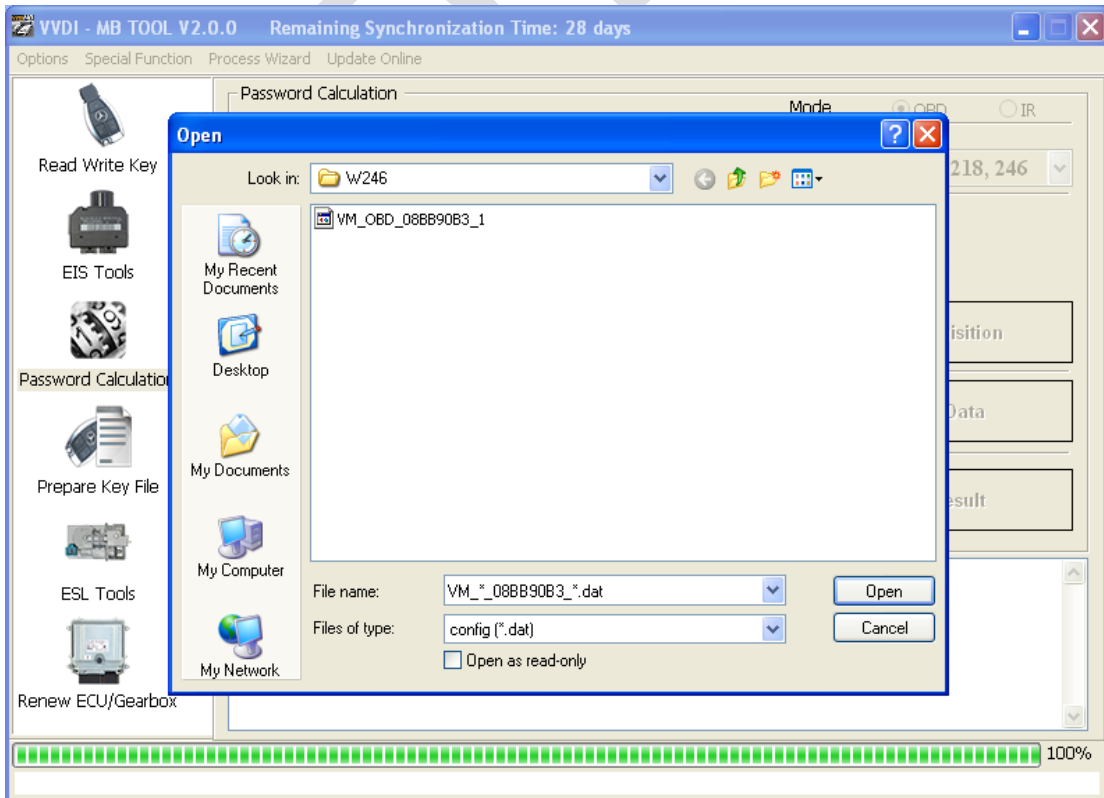 VVDI - MB TOOL V2.0.0 Remaining Synchronization Time: 28 days
Options Special Function Process Wizard Update Online
Read Write Key
EIS Tools
Password Calculation
Prepare Key File
ESL Tools
Renew ECU/Gearbox
Password Calculation
Mode OBD IR
218, 246
isition
Data
esult
Open
Look in: W246
My Recent
Documents
Desktop
My Documents
My Computer
My Network
VM_OBD_08BB90B3_1
File name: VM_*_08BB90B3_*.dat Open
Files of type: config (*.dat) Cancel
Open as read-only
100%